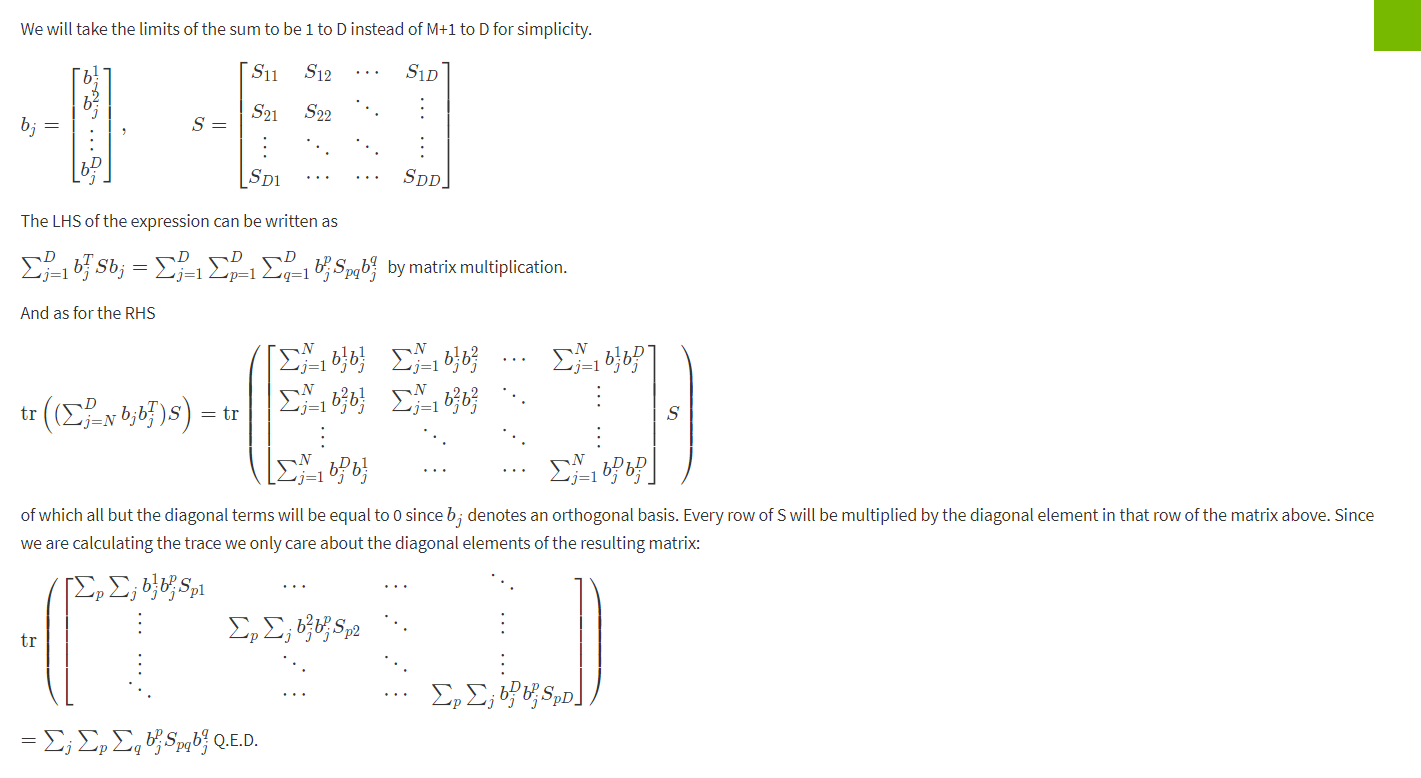 We will take the limits of the sum to be 1 to D instead of M+1 to D for simplicity.
$b_j = \begin{bmatrix} b_j^1 \\ b_j^2 \\ \vdots \\ b_j^D \end{bmatrix}, \qquad S = \begin{bmatrix} S_{11} & S_{12} & \cdots & S_{1D} \\ S_{21} & S_{22} & \ddots & \vdots \\ \vdots & \ddots & \ddots & \vdots \\ S_{D1} & \cdots & \cdots & S_{DD} \end{bmatrix}$
The LHS of the expression can be written as
$\sum_{j=1}^D b_j^T S b_j = \sum_{j=1}^D \sum_{p=1}^D \sum_{q=1}^D b_j^p S_{pq} b_j^q$ by matrix multiplication.
And as for the RHS
$\text{tr}\left( (\sum_{j=N}^D b_j b_j^T) S \right) = \text{tr}\left( \begin{bmatrix} \sum_{j=1}^N b_j^1 b_j^1 & \sum_{j=1}^N b_j^1 b_j^2 & \cdots & \sum_{j=1}^N b_j^1 b_j^D \\ \sum_{j=1}^N b_j^2 b_j^1 & \sum_{j=1}^N b_j^2 b_j^2 & \ddots & \vdots \\ \vdots & \ddots & \ddots & \vdots \\ \sum_{j=1}^N b_j^D b_j^1 & \cdots & \cdots & \sum_{j=1}^N b_j^D b_j^D \end{bmatrix} S \right)$
of which all but the diagonal terms will be equal to 0 since $b_j$ denotes an orthogonal basis. Every row of S will be multiplied by the diagonal element in that row of the matrix above. Since
we are calculating the trace we only care about the diagonal elements of the resulting matrix:
$\text{tr}\left( \begin{bmatrix} \sum_p \sum_j b_j^1 b_j^p S_{p1} & \cdots & \cdots & \ddots \\ \vdots & \sum_p \sum_j b_j^2 b_j^p S_{p2} & \ddots & \vdots \\ \vdots & \ddots & \ddots & \vdots \\ \ddots & \cdots & \cdots & \sum_p \sum_j b_j^D b_j^p S_{pD} \end{bmatrix} \right)$
$= \sum_j \sum_p \sum_q b_j^p S_{pq} b_j^q$ Q.E.D.